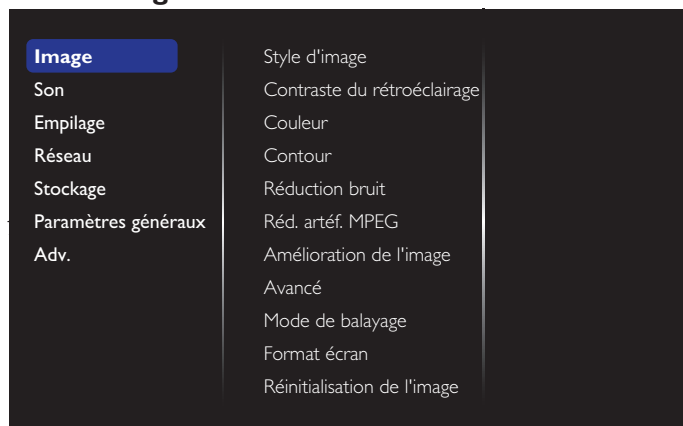 Image
Son
Empilage
Réseau
Stockage
Paramètres généraux
Adv.
Style d'image
Contraste du rétroéclairage
Couleur
Contour
Réduction bruit
Réd. artéf. MPEG
Amélioration de l'image
Avancé
Mode de balayage
Format écran
Réinitialisation de l'image